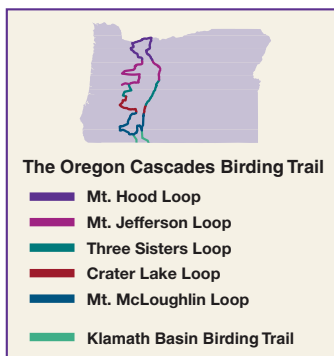 The Oregon Cascades Birding Trail
Mt. Hood Loop
Mt. Jefferson Loop
Three Sisters Loop
Crater Lake Loop
Mt. McLoughlin Loop
Klamath Basin Birding Trail